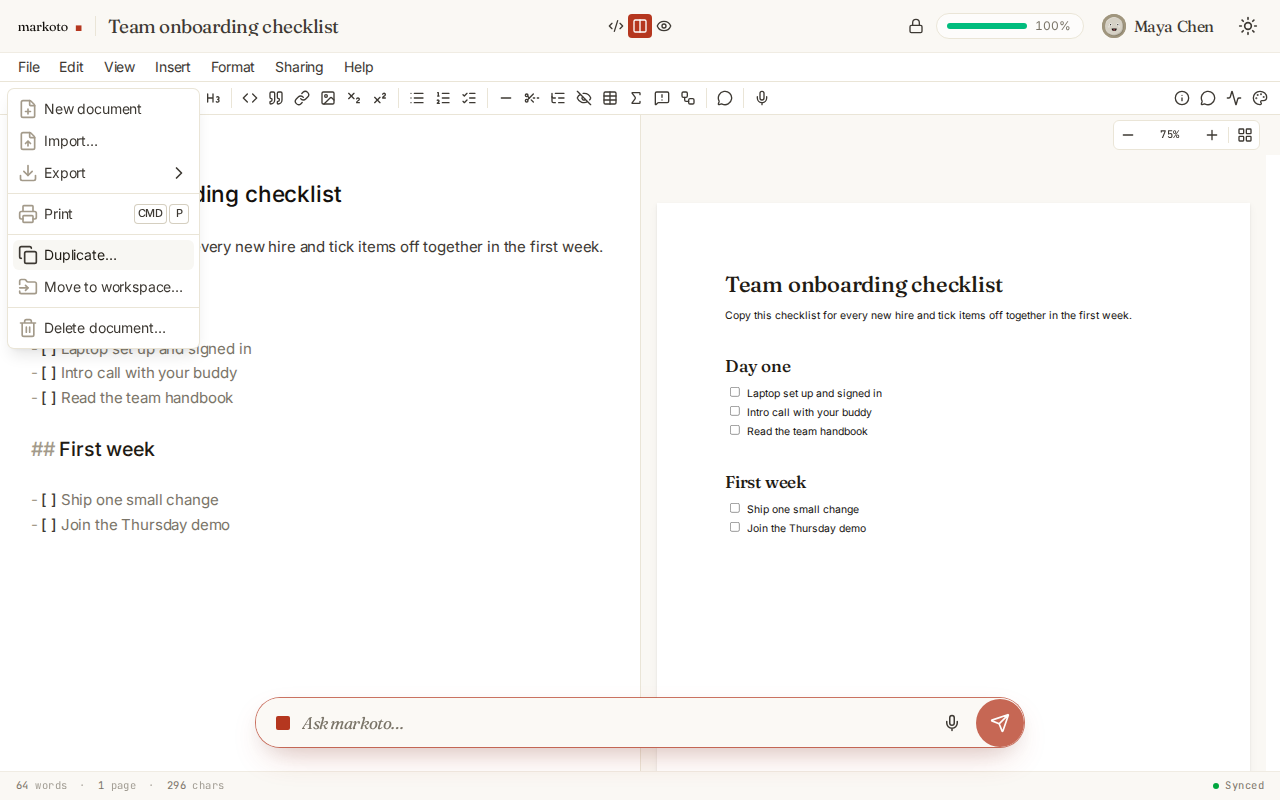 markoto
Team onboarding checklist
100%
Maya Chen
File Edit View Insert Format Sharing Help
New document
Import...
Export
Print CMD P
Duplicate...
Move to workspace...
Delete document...
H3
x2 x2
ding checklist
very new hire and tick items off together in the first week.
- [ ] Laptop set up and signed in
- [ ] Intro call with your buddy
- [ ] Read the team handbook
## First week
- [ ] Ship one small change
- [ ] Join the Thursday demo
75%
Team onboarding checklist
Copy this checklist for every new hire and tick items off together in the first week.
Day one
Laptop set up and signed in
Intro call with your buddy
Read the team handbook
First week
Ship one small change
Join the Thursday demo
Ask markoto...
64 words · 1 page · 296 chars
Synced